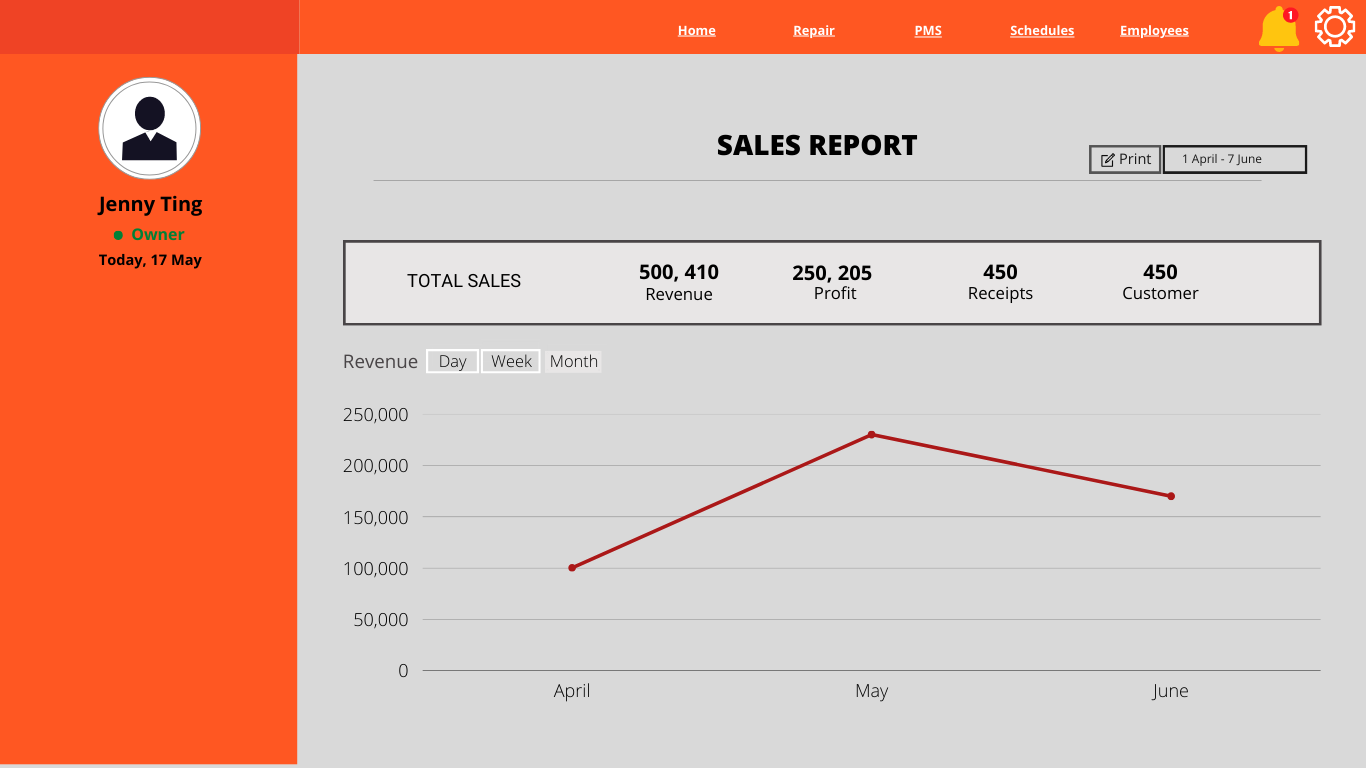 Home Repair PMS Schedules Employees 1
Jenny Ting
Owner
Today, 17 May
SALES REPORT
Print 1 April - 7 June
TOTAL SALES
500, 410 250, 205 450 450
Revenue Profit Receipts Customer
Revenue Day Week Month
250,000
200,000
150,000
100,000
50,000
0
April May June